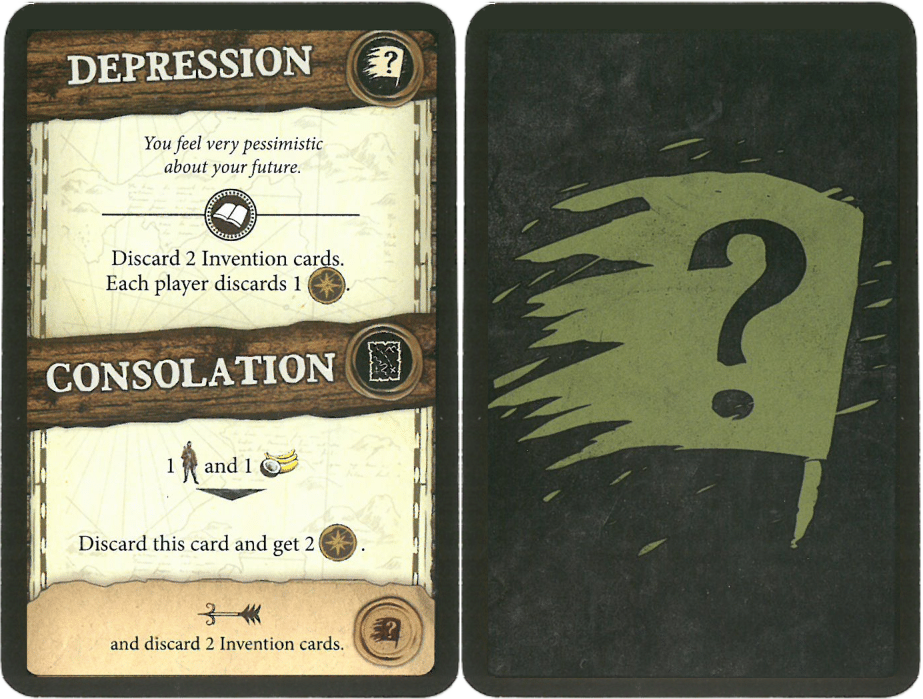 DEPRESSION
?
You feel very pessimistic
about your future.
Discard 2 Invention cards.
Each player discards 1 .
CONSOLATION
1 and 1
Discard this card and get 2 .
?
and discard 2 Invention cards.
?